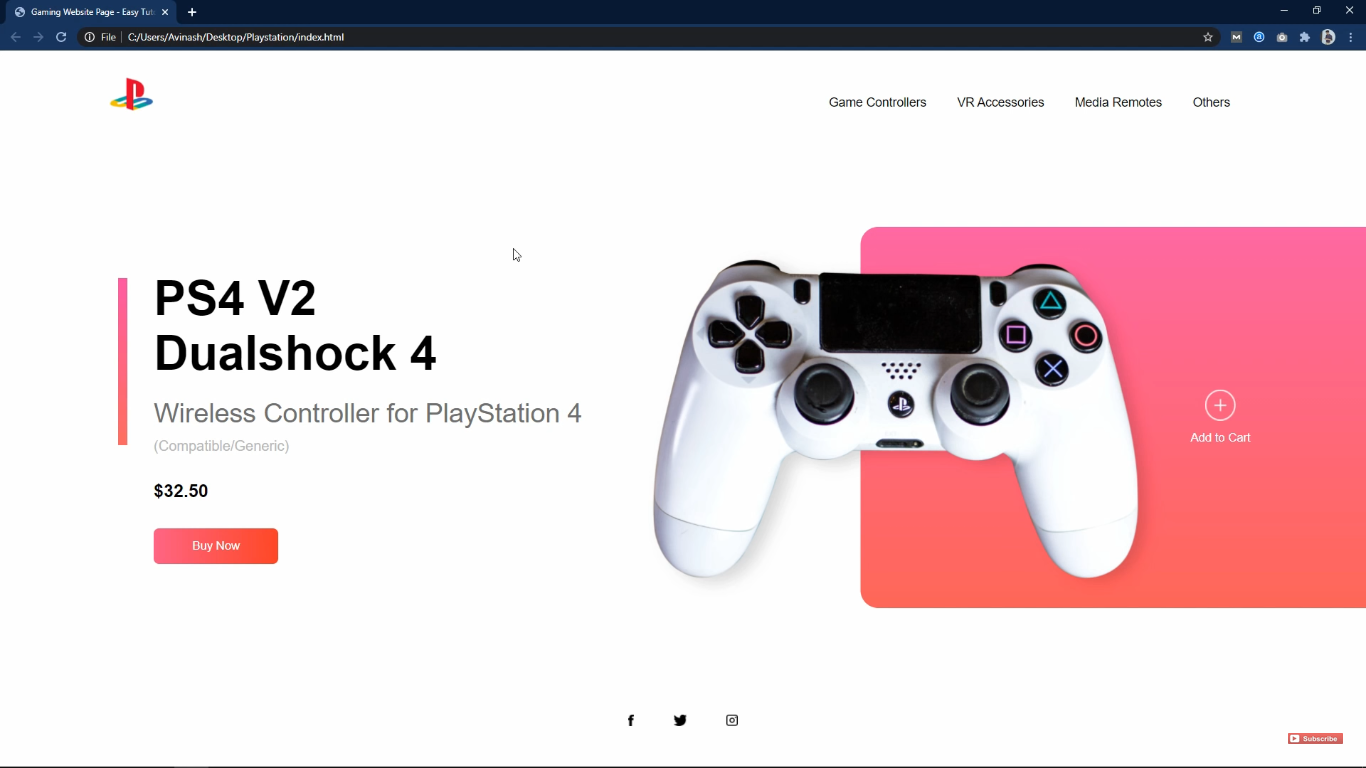 Gaming Website Page - Easy Tut
File
C:/Users/Avinash/Desktop/Playstation/index.html
Game Controllers
VR Accessories
Media Remotes
Others
PS4 V2
Dualshock 4
Wireless Controller for PlayStation 4
(Compatible/Generic)
$32.50
Buy Now
Add to Cart
Subscribe